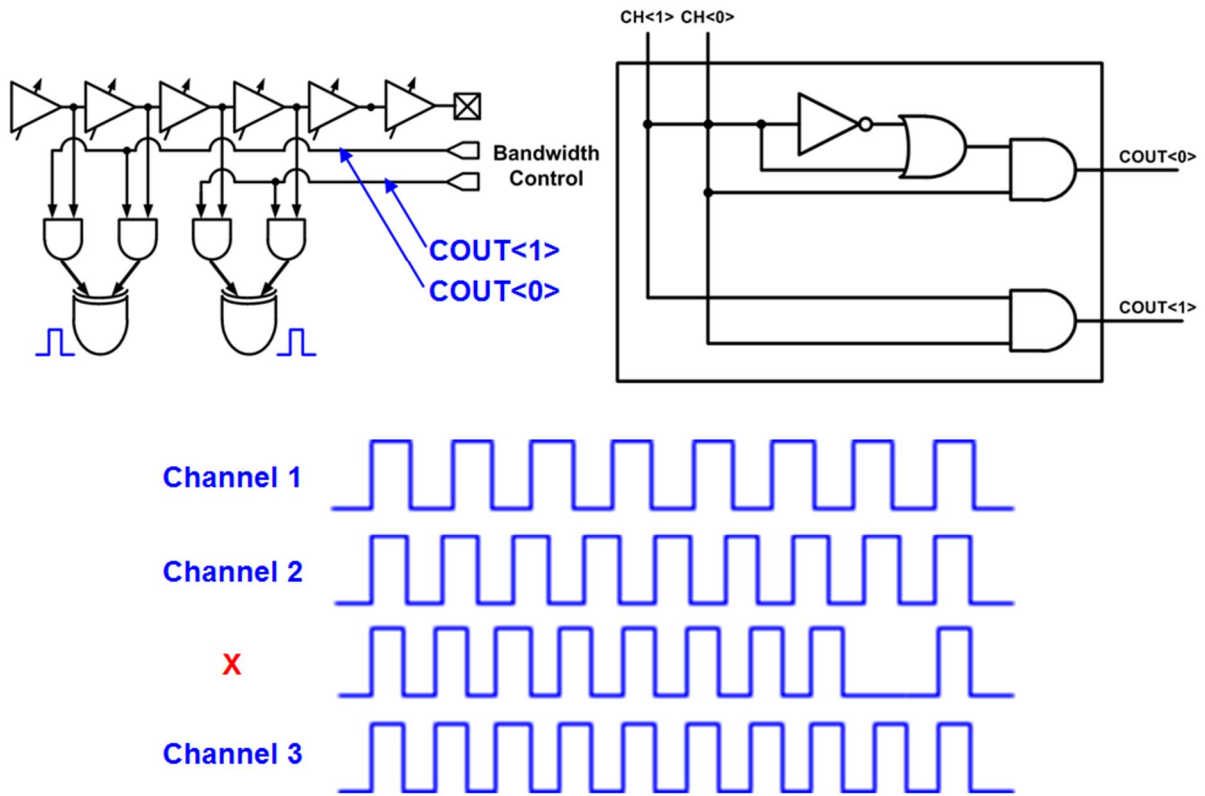 CH<1> CH<0>
Bandwidth
Control
COUT<1>
COUT<0>
COUT<0>
COUT<1>
Channel 1
Channel 2
X
Channel 3